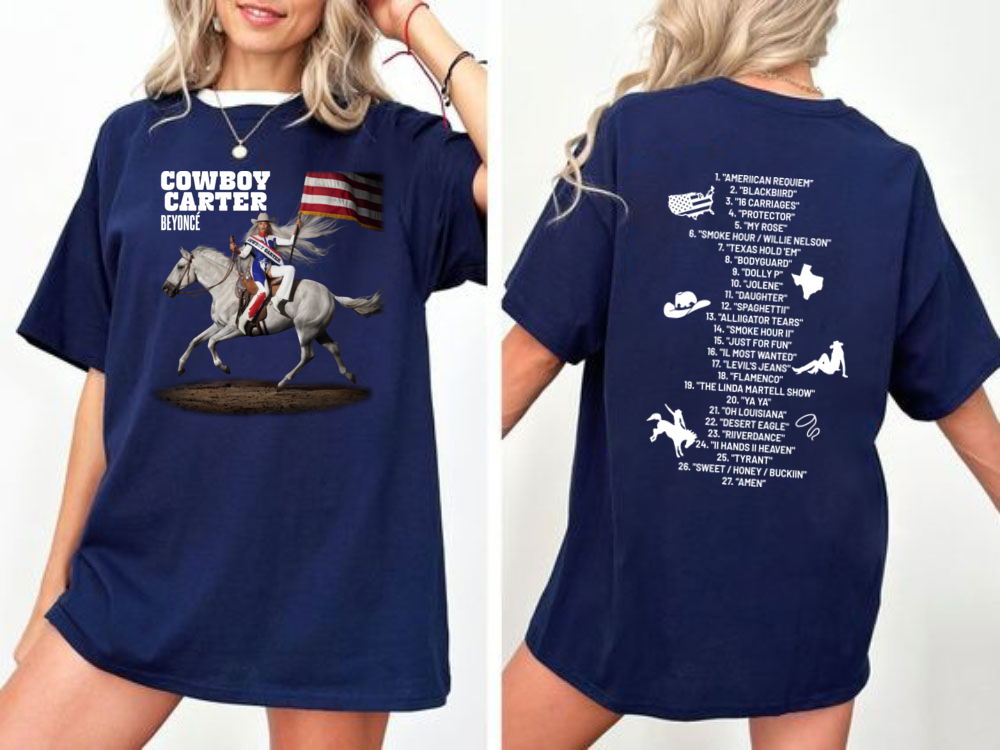 COWBOY
CARTER
BEYONCÉ
1. "AMERIICAN REQUIEM"
2. "BLACKBIIRD"
3. "16 CARRIAGES"
4. "PROTECTOR"
5. "MY ROSE"
6. "SMOKE HOUR / WILLIE NELSON"
7. "TEXAS HOLD 'EM"
8. "BODYGUARD"
9. "DOLLY P"
10. "JOLENE"
11. "DAUGHTER"
12. "SPAGHETTII"
13. "ALLIIGATOR TEARS"
14. "SMOKE HOUR II"
15. "JUST FOR FUN"
16. "IL MOST WANTED"
17. "LEVIL'S JEANS"
18. "FLAMENCO"
19. "THE LINDA MARTELL SHOW"
20. "YA YA"
21. "OH LOUISIANA"
22. "DESERT EAGLE"
23. "RIIVERDANCE"
24. "II HANDS II HEAVEN"
25. "TYRANT"
26. "SWEET / HONEY / BUCKIIN"
27. "AMEN"